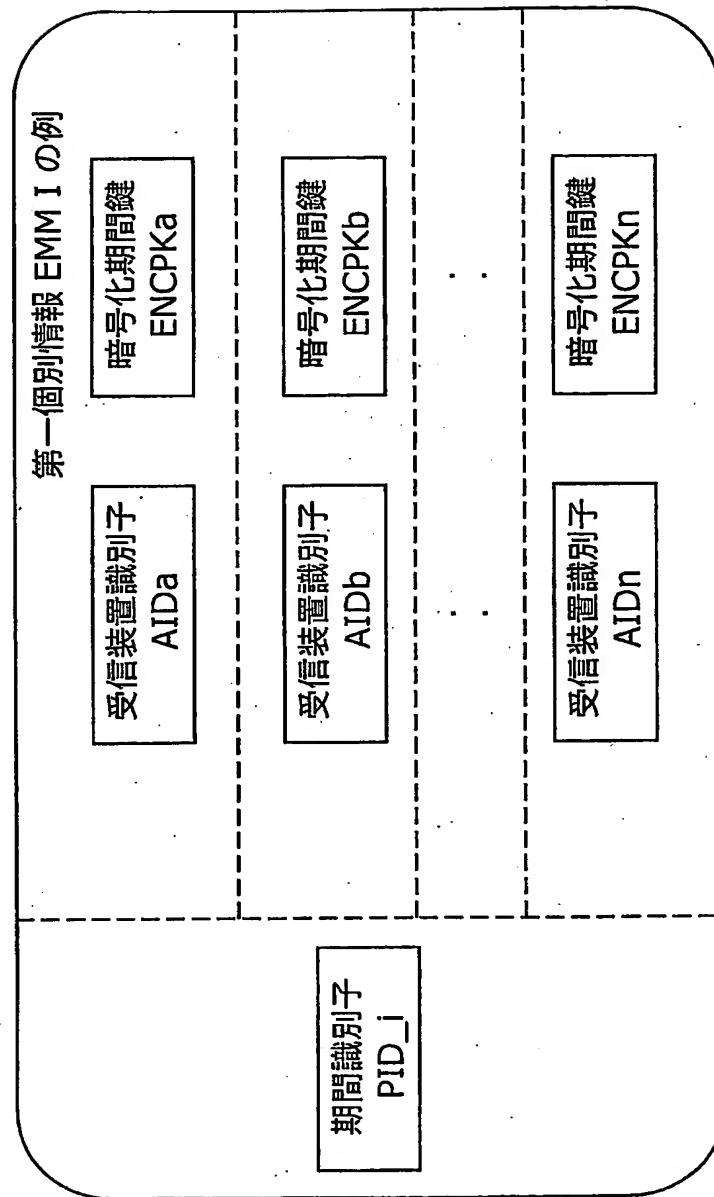 第一個別情報 EMM I の例
期間識別子
PID_i
受信装置識別子
AIDa
暗号化期間鍵
ENCPKa
受信装置識別子
AIDb
暗号化期間鍵
ENCPKb
受信装置識別子
AIDn
暗号化期間鍵
ENCPKn